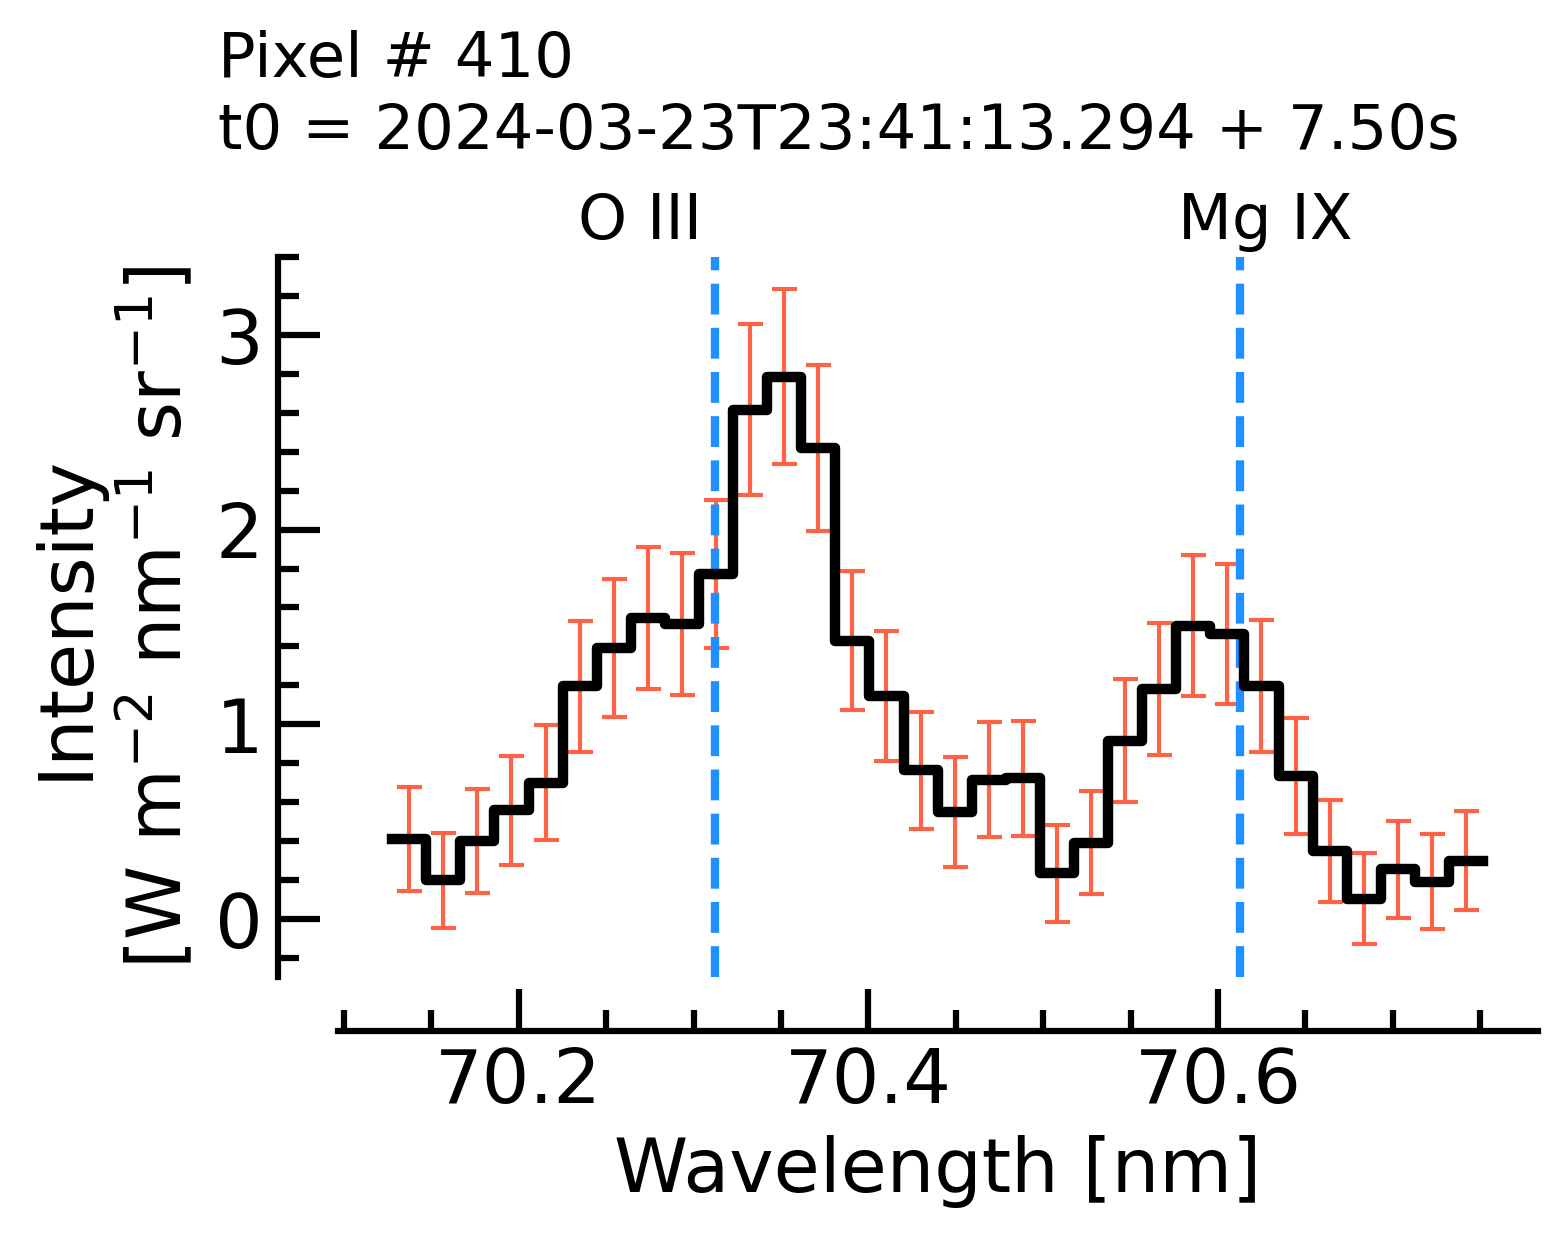 Pixel # 410
t0 = 2024-03-23T23:41:13.294 + 7.50s
O III
Mg IX
Intensity
[W m⁻² nm⁻¹ sr⁻¹]
3
2
1
0
70.2
70.4
70.6
Wavelength [nm]